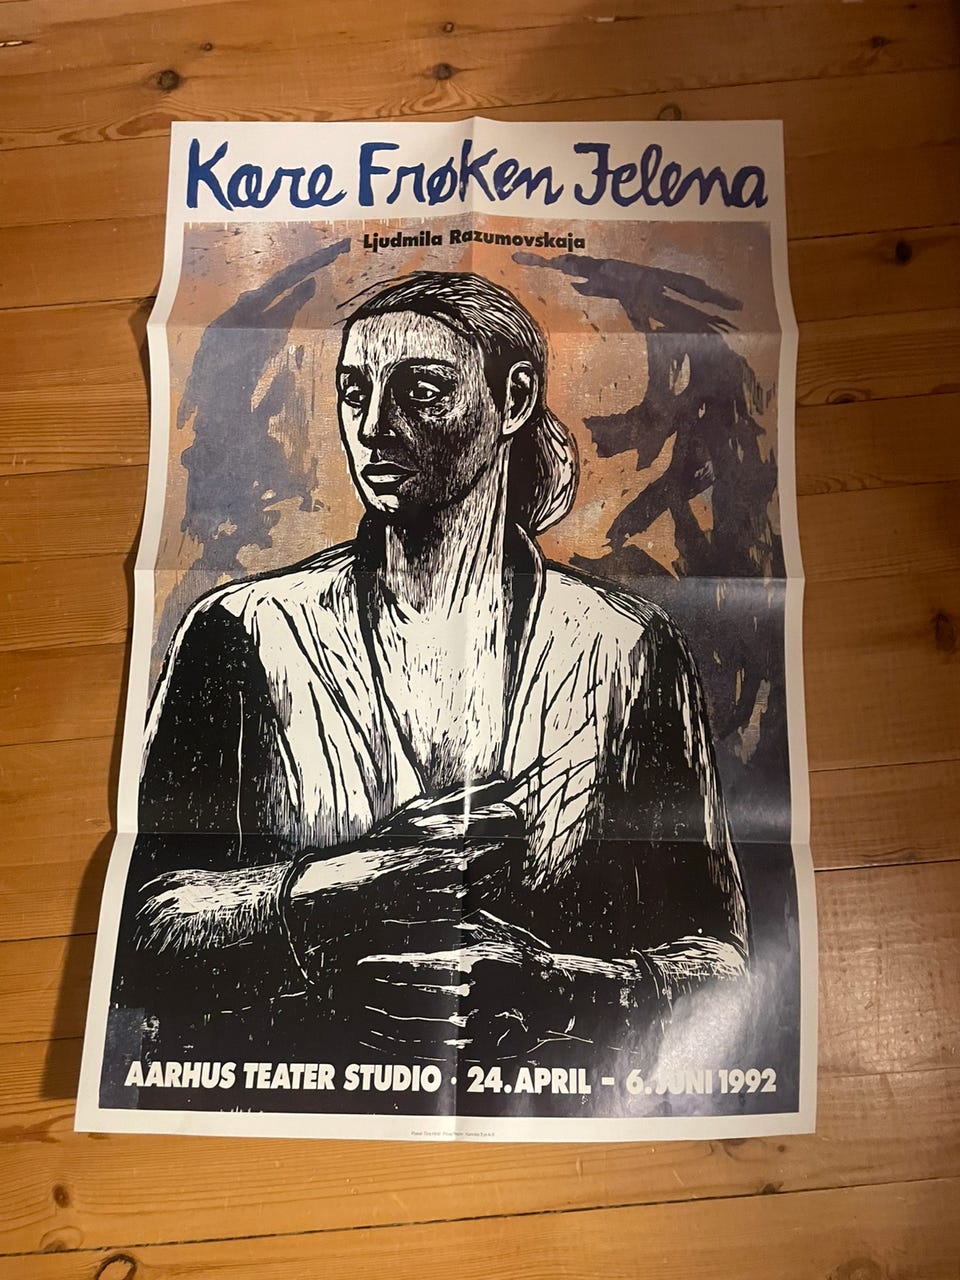 Kære Frøken Jelena
Ljudmila Razumovskaja
AARHUS TEATER STUDIO · 24. APRIL - 6. JUNI 1992